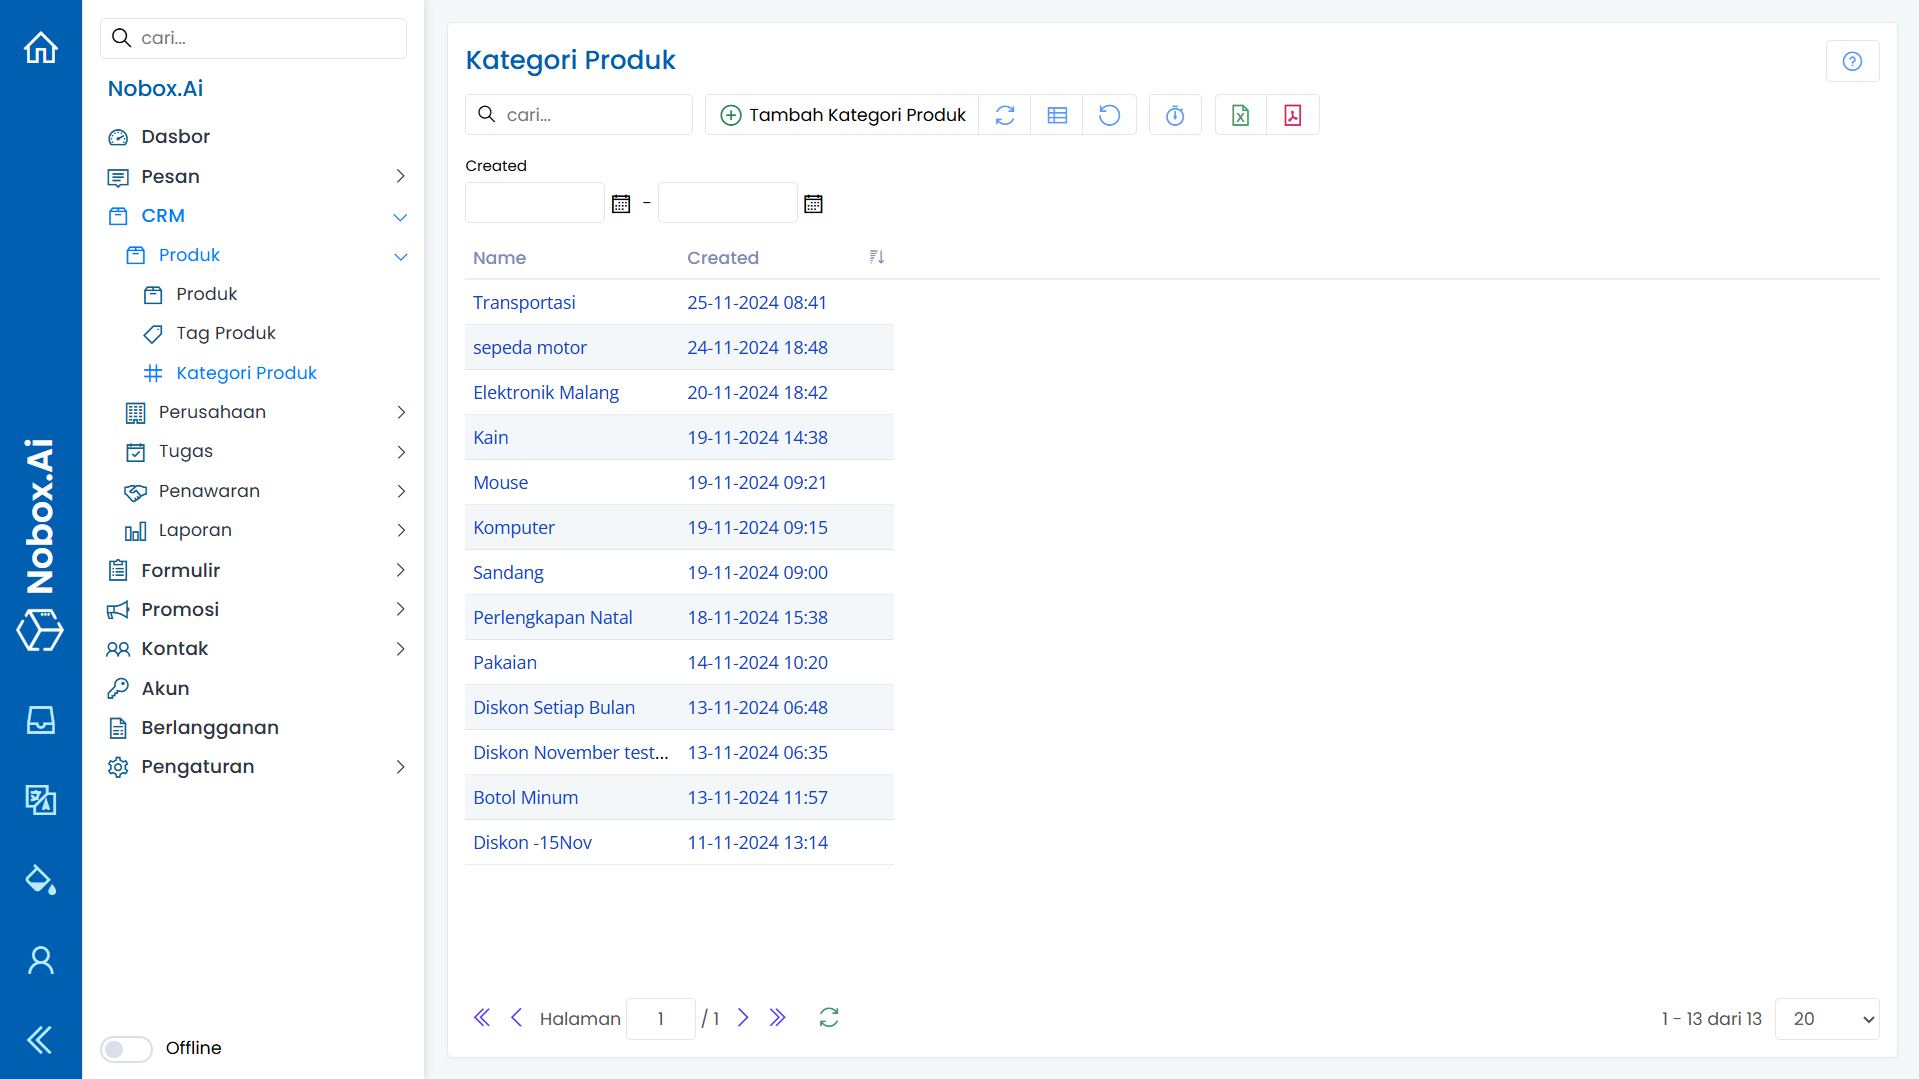 Nobox.Ai
cari...
Nobox.Ai
Dasbor
Pesan
CRM
Produk
Produk
Tag Produk
Kategori Produk
Perusahaan
Tugas
Penawaran
Laporan
Formulir
Promosi
Kontak
Akun
Berlangganan
Pengaturan
Offline
Kategori Produk
cari...
Tambah Kategori Produk
Created
-
Name Created
Transportasi 25-11-2024 08:41
sepeda motor 24-11-2024 18:48
Elektronik Malang 20-11-2024 18:42
Kain 19-11-2024 14:38
Mouse 19-11-2024 09:21
Komputer 19-11-2024 09:15
Sandang 19-11-2024 09:00
Perlengkapan Natal 18-11-2024 15:38
Pakaian 14-11-2024 10:20
Diskon Setiap Bulan 13-11-2024 06:48
Diskon November test... 13-11-2024 06:35
Botol Minum 13-11-2024 11:57
Diskon -15Nov 11-11-2024 13:14
Halaman 1 / 1
1 - 13 dari 13 20